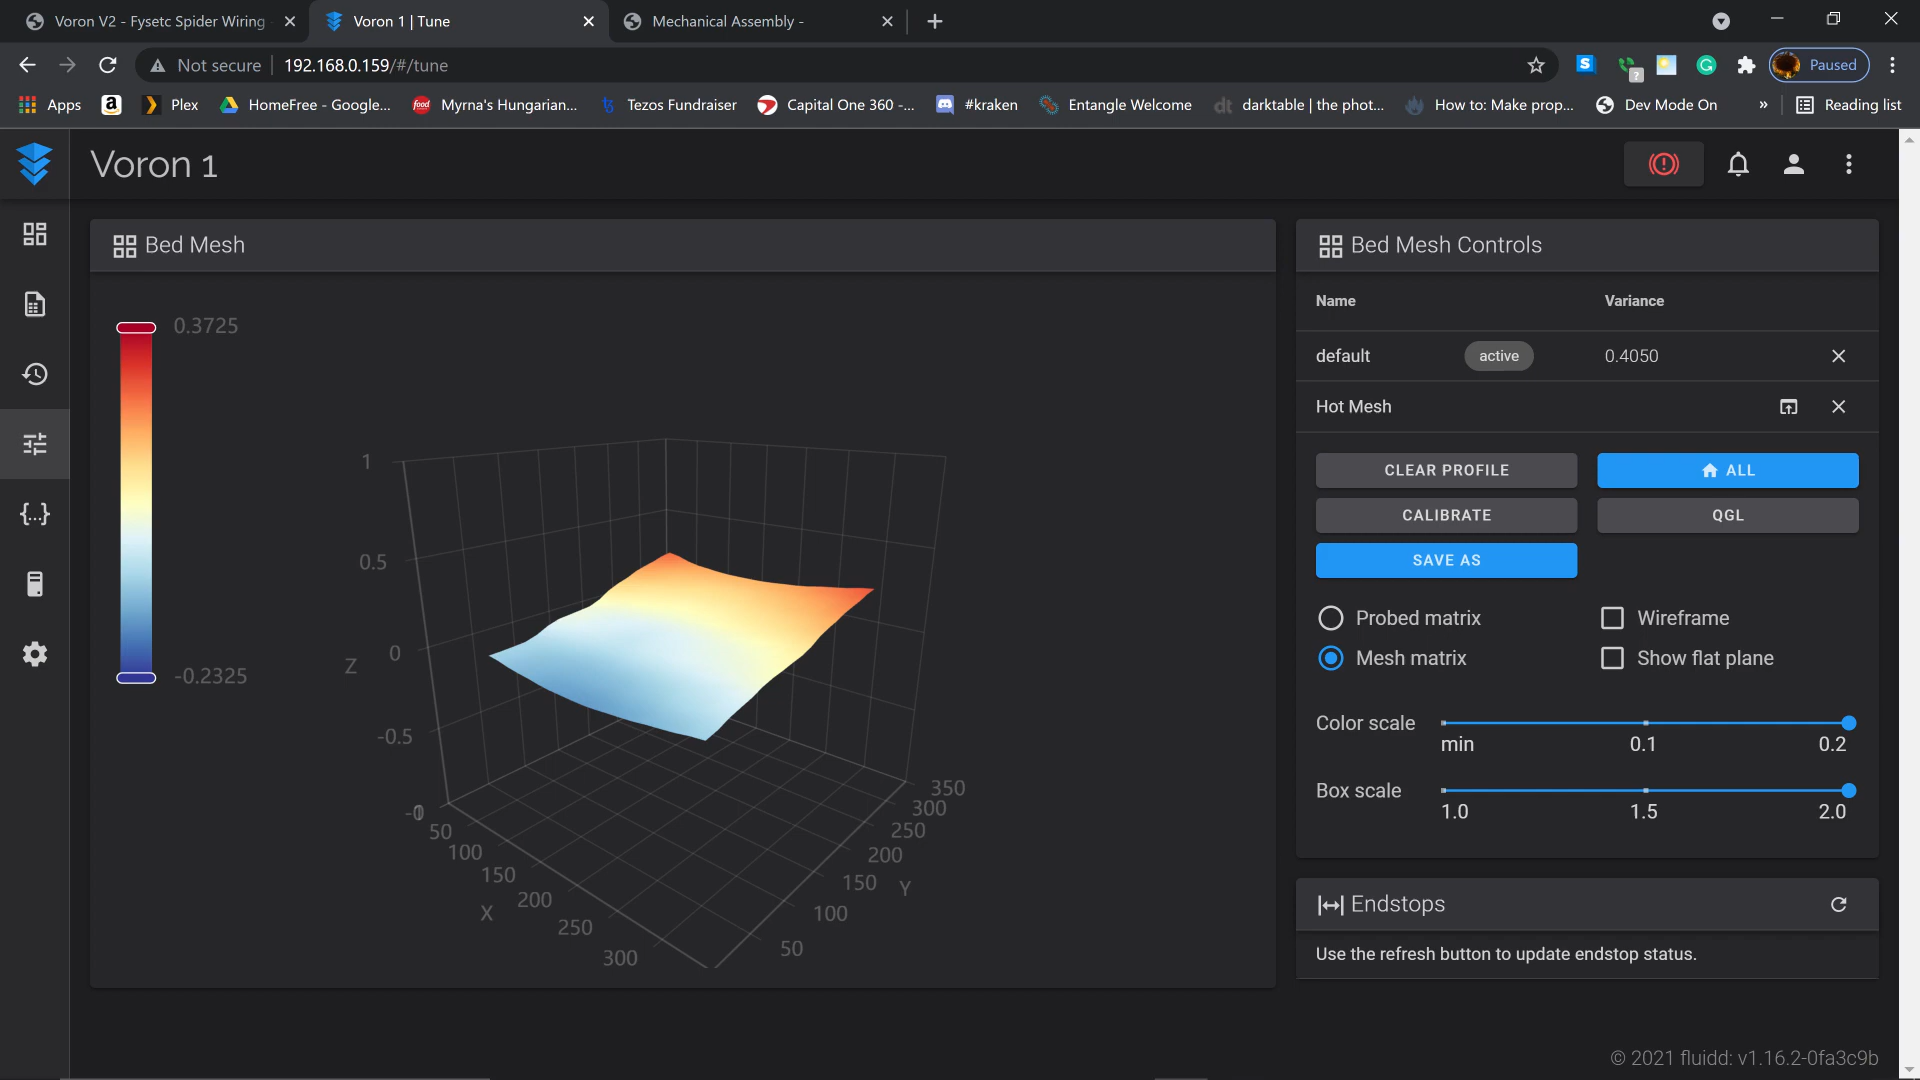 Voron V2 - Fysetc Spider Wiring
Voron 1 | Tune
Mechanical Assembly -
Not secure
192.168.0.159/#/tune
S
?
G
Paused
Apps
a
Plex
HomeFree - Google...
food
Myrna's Hungarian...
Tezos Fundraiser
Capital One 360 -...
#kraken
Entangle Welcome
dt
darktable | the phot...
How to: Make prop...
Dev Mode On
»
Reading list
Voron 1
Bed Mesh
0.3725
-0.2325
1
0.5
0
-0.5
Z
50
100
150
200
250
300
X
50
100
150
200
250
300
350
Y
Bed Mesh Controls
Name
Variance
default
active
0.4050
Hot Mesh
CLEAR PROFILE
ALL
CALIBRATE
QGL
SAVE AS
Probed matrix
Wireframe
Mesh matrix
Show flat plane
Color scale
min
0.1
0.2
Box scale
1.0
1.5
2.0
Endstops
Use the refresh button to update endstop status.
© 2021 fluidd: v1.16.2-0fa3c9b